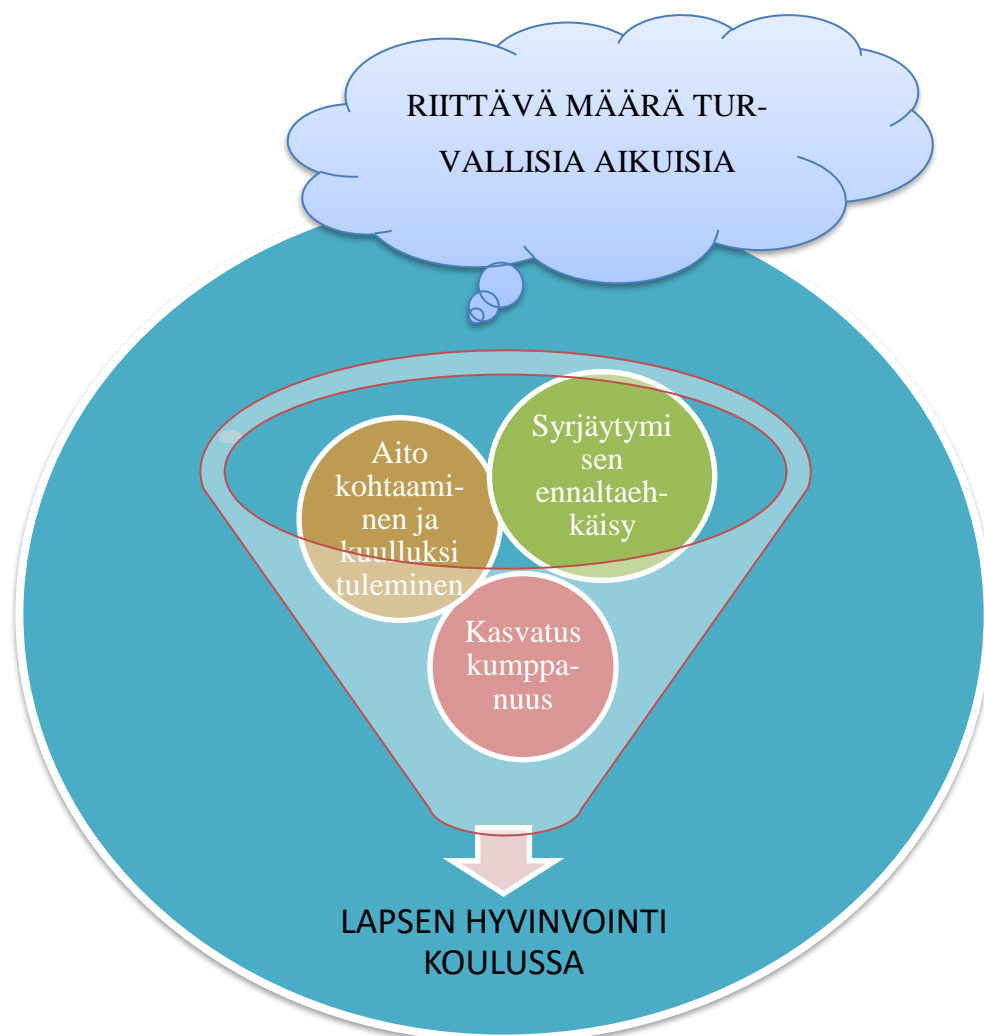 RIITTÄVÄ MÄÄRÄ TUR-
VALLISIA AIKUISIA
Syrjäytymi
sen
ennaltaeh-
käisy
Aito
kohtaami-
nen ja
kuulluksi
tuleminen
Kasvatus
kumppa-
nuus
LAPSEN HYVINVOINTI
KOULUSSA